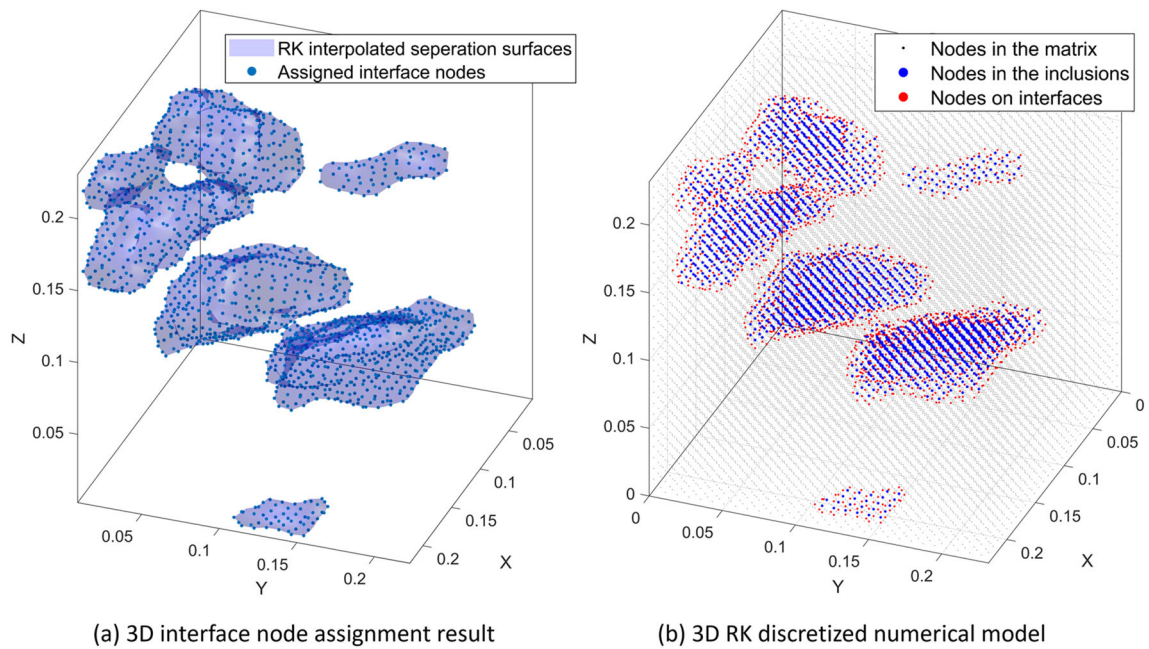 RK interpolated seperation surfaces
Assigned interface nodes
0.2
0.15
0.1
0.05
Z
0.05
0.1
0.15
0.2
Y
0.05
0.1
0.15
0.2
X
(a) 3D interface node assignment result
Nodes in the matrix
Nodes in the inclusions
Nodes on interfaces
0.2
0.15
0.1
0.05
0
Z
0
0.05
0.1
0.15
0.2
Y
0
0.05
0.1
0.15
0.2
X
(b) 3D RK discretized numerical model